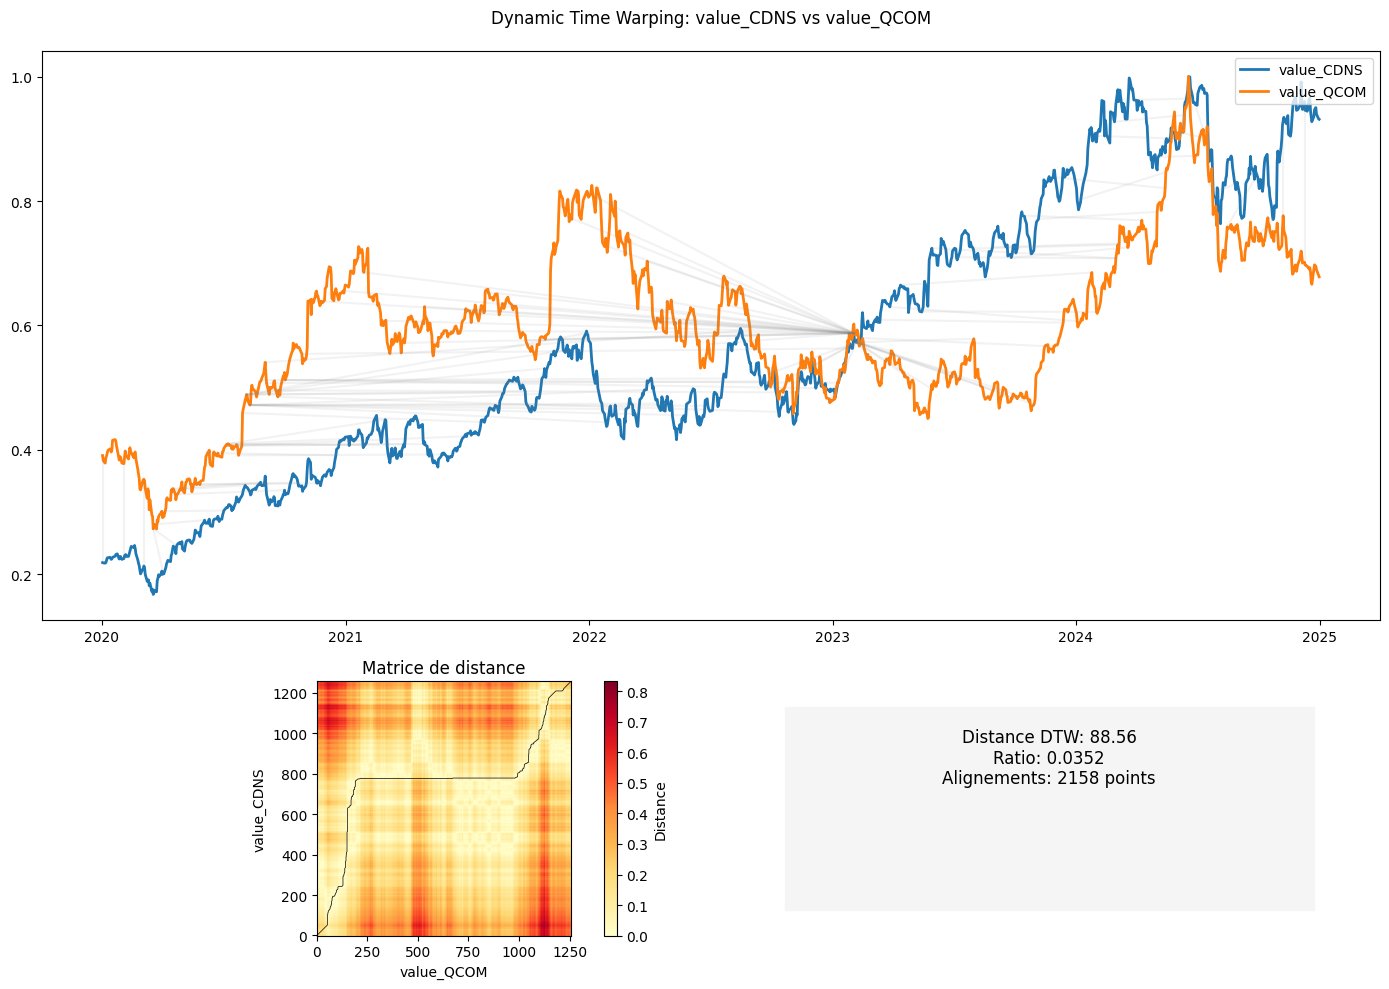 Dynamic Time Warping: value_CDNS vs value_QCOM
value_CDNS
value_QCOM
1.0
0.8
0.6
0.4
0.2
2020 2021 2022 2023 2024 2025
Matrice de distance
value_CDNS
1200
1000
800
600
400
200
0
0 250 500 750 1000 1250
value_QCOM
0.8
0.7
0.6
0.5
0.4
0.3
0.2
0.1
0.0
Distance
Distance DTW: 88.56
Ratio: 0.0352
Alignements: 2158 points